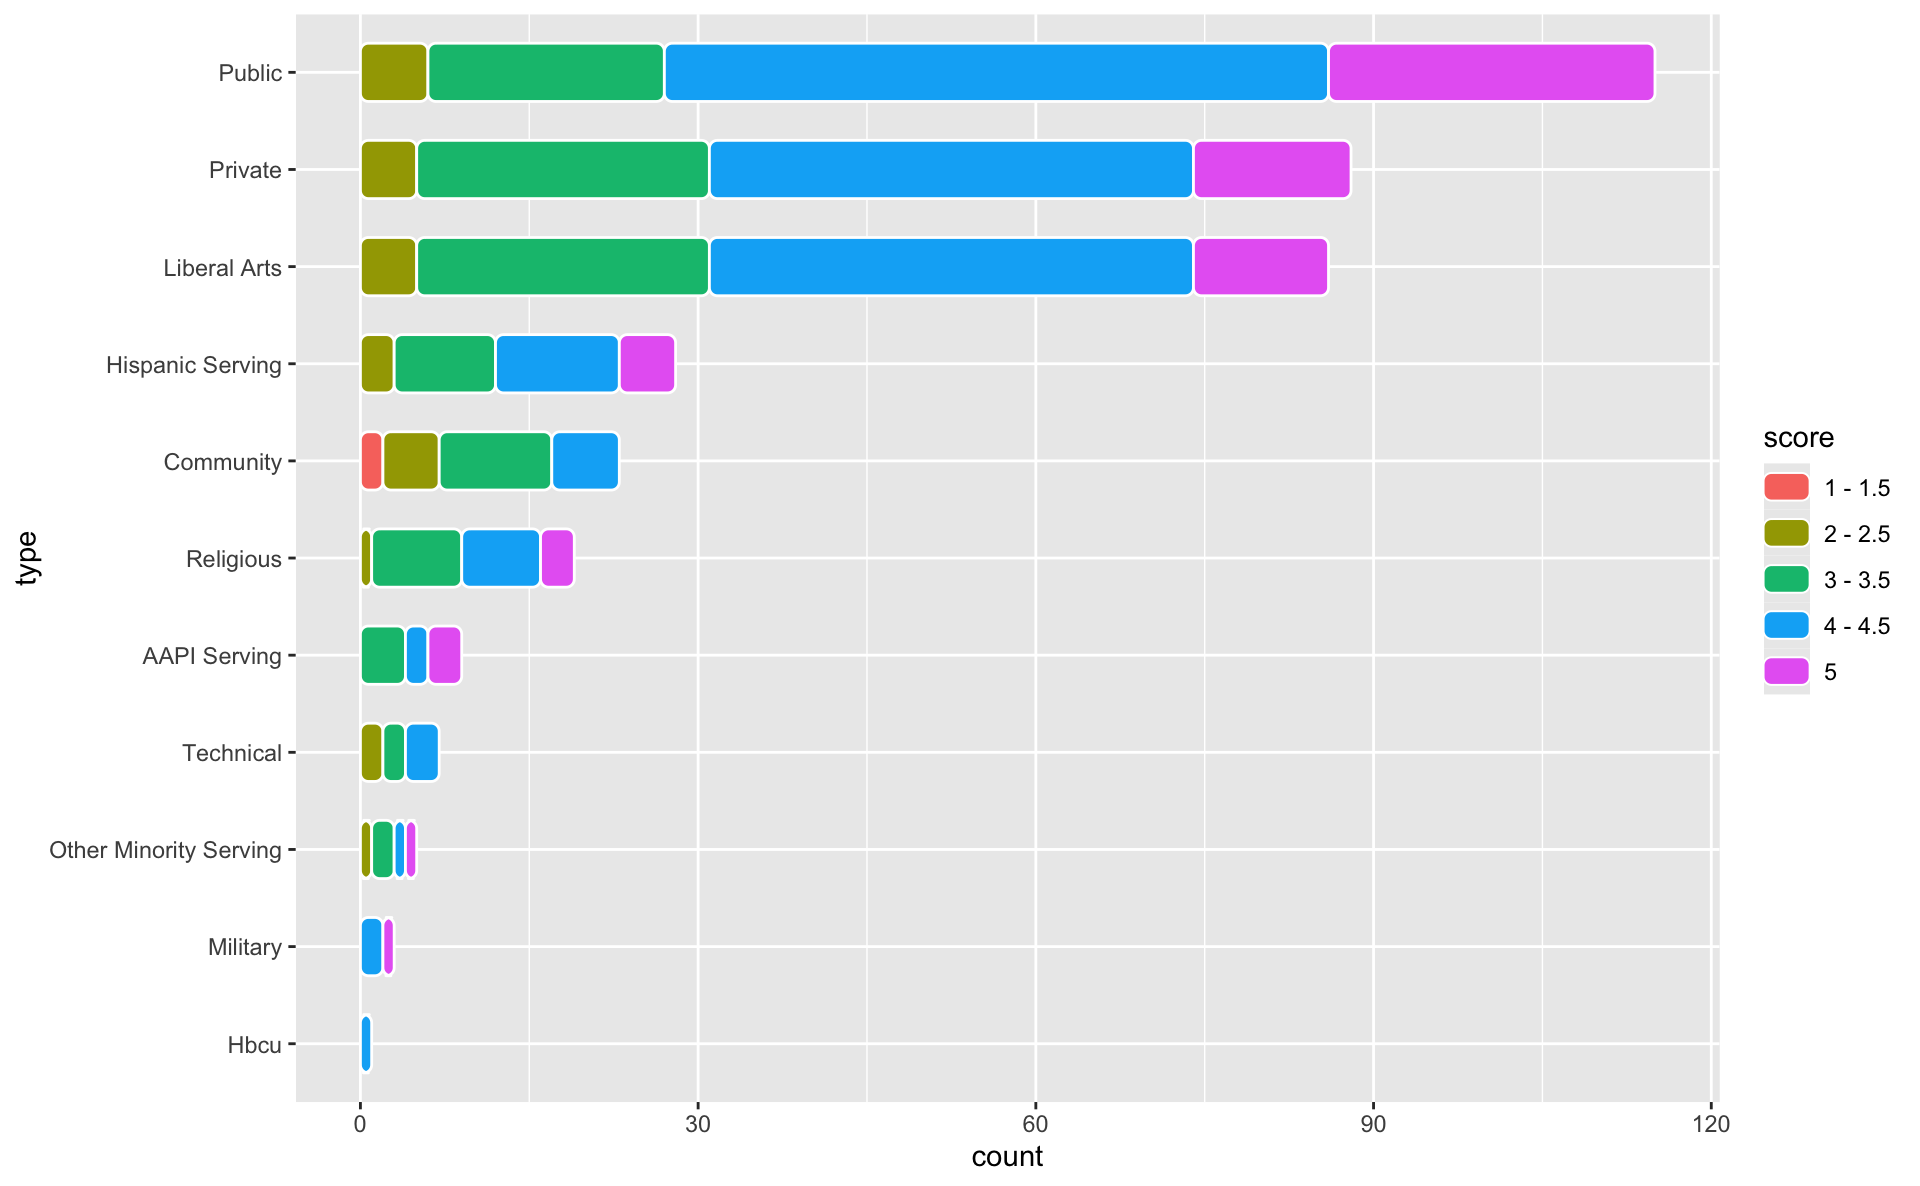 Public
Private
Liberal Arts
Hispanic Serving
Community
Religious
AAPI Serving
Technical
Other Minority Serving
Military
Hbcu
type
0 30 60 90 120
count
score
1 - 1.5
2 - 2.5
3 - 3.5
4 - 4.5
5